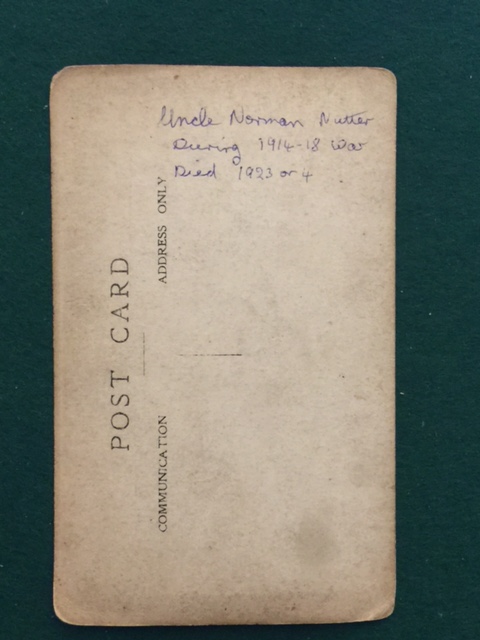 Uncle Norman Nutter
During 1914-18 War
Died 1923 or 4
POST CARD
COMMUNICATION
ADDRESS ONLY